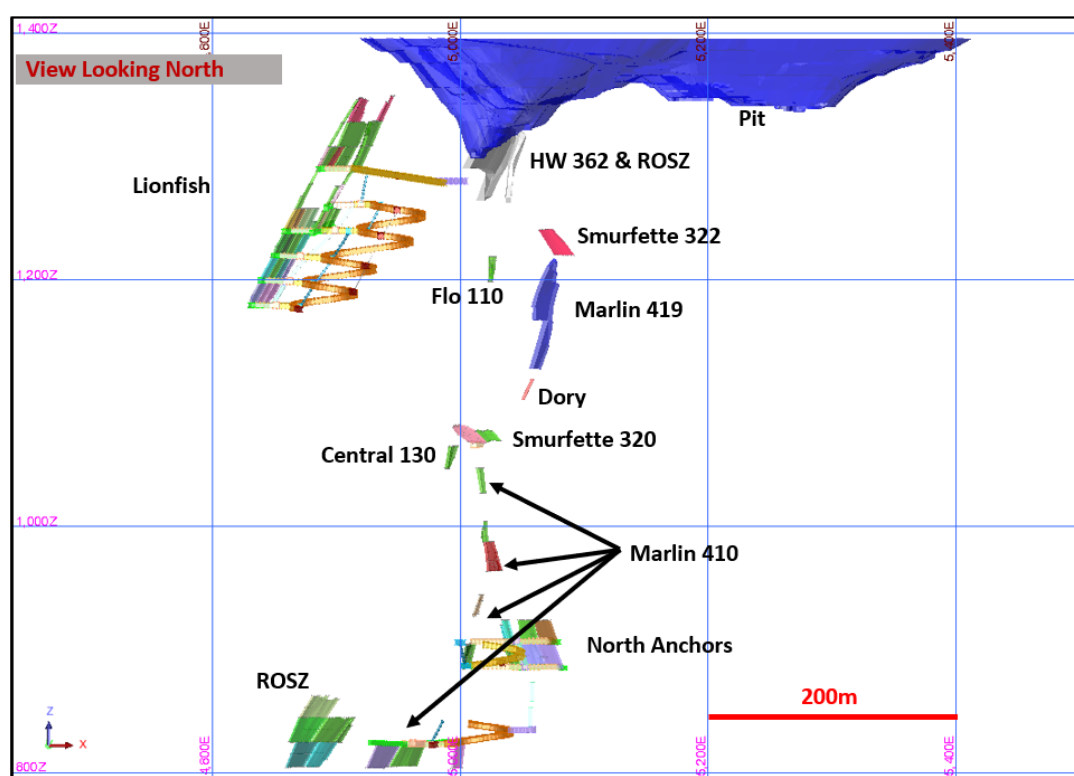 1,400Z
4,800E
5,000E
5,200E
5,400E
View Looking North
Pit
HW 362 & ROSZ
Lionfish
Smurfette 322
1,200Z
Flo 110
Marlin 419
Dory
Smurfette 320
Central 130
1,000Z
Marlin 410
North Anchors
ROSZ
200m
Z
X
800Z
4,800E
5,000E
5,200E
5,400E